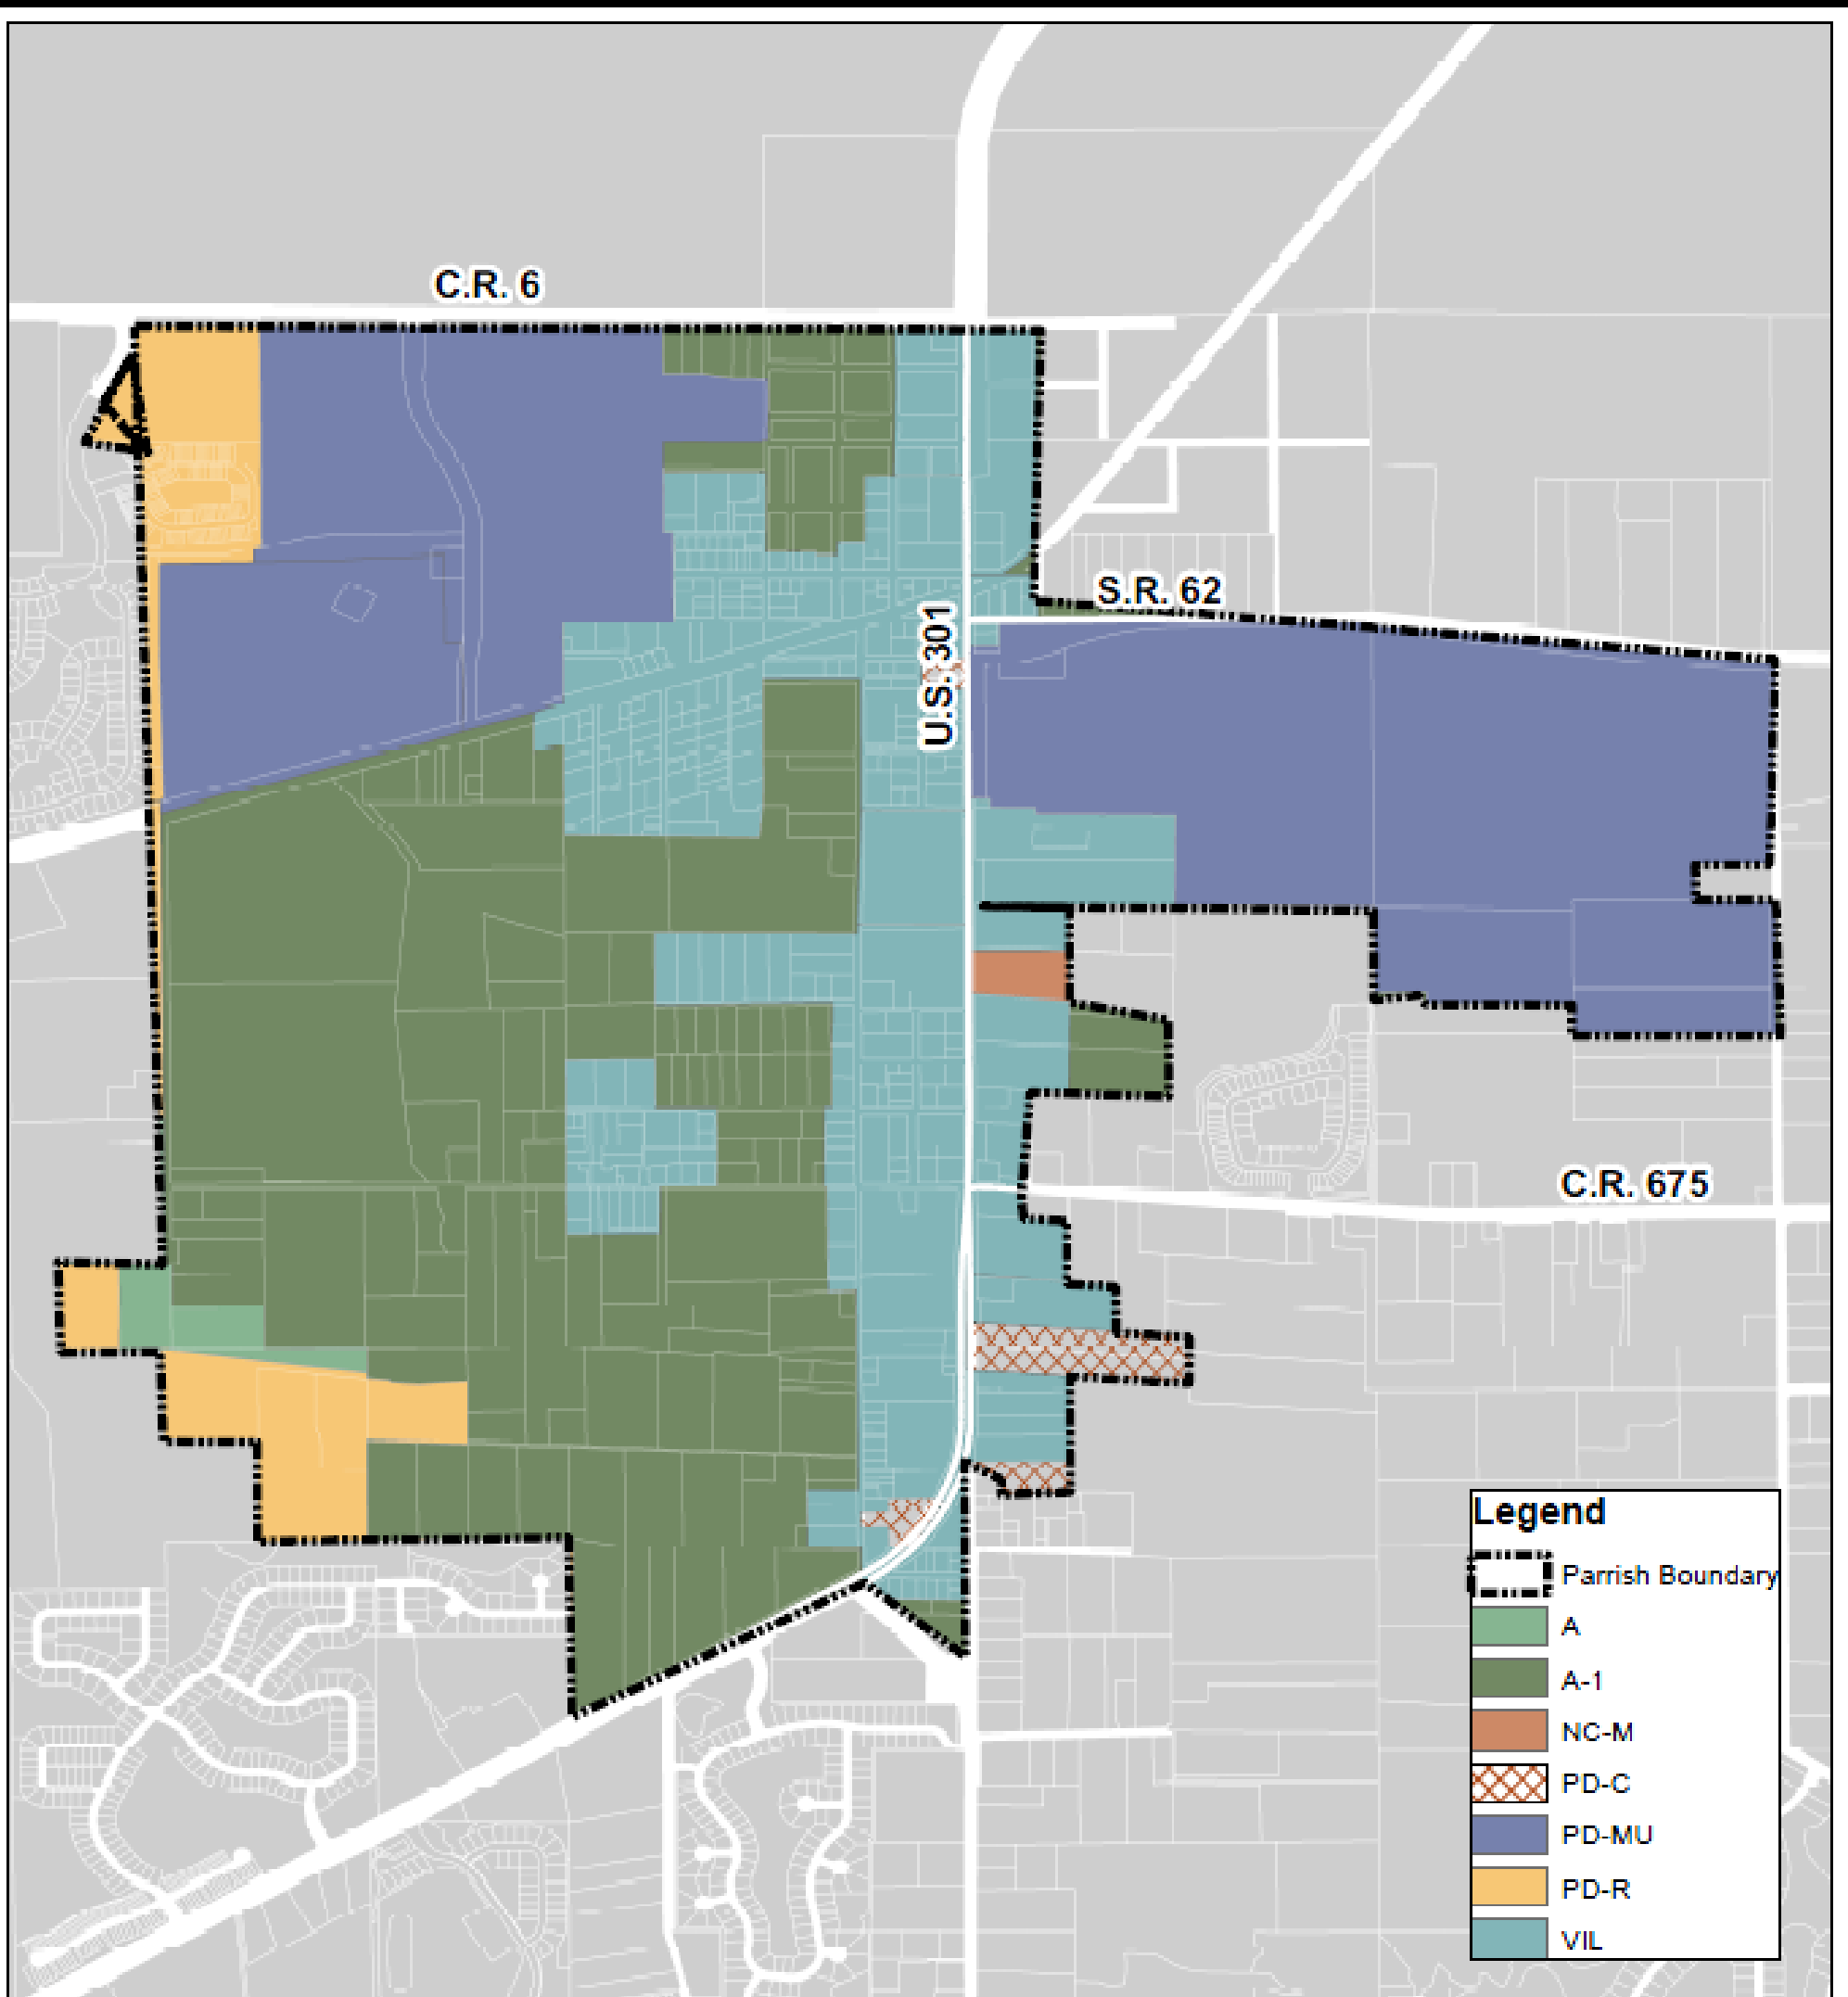 C.R. 6
S.R. 62
U.S. 301
C.R. 675
Legend
Parrish Boundary
A
A-1
NC-M
PD-C
PD-MU
PD-R
VIL